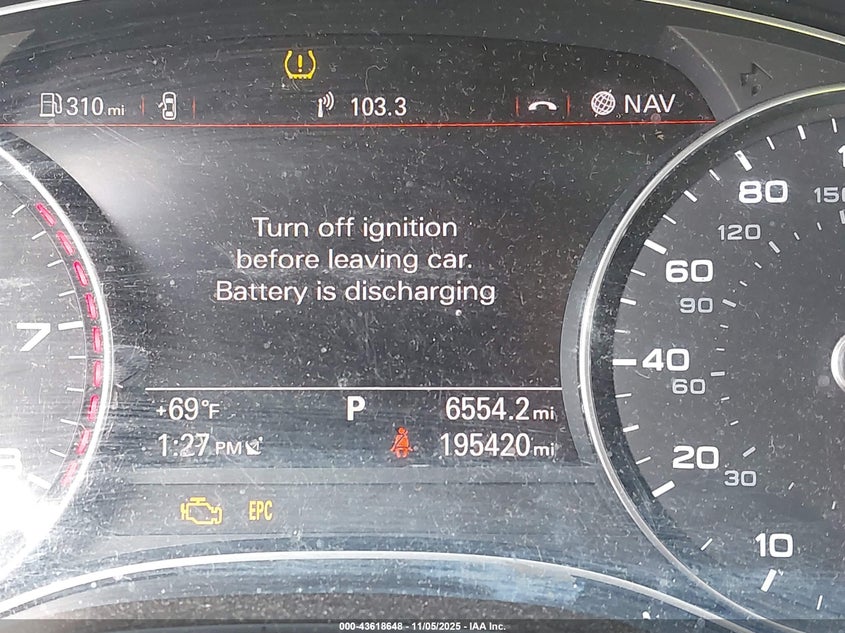 310 mi 103.3 NAV
Turn off ignition
before leaving car.
Battery is discharging
+69°F P 6554.2 mi
1:27 PM 195420 mi
EPC
7
80
120
60
90
40
60
20
30
10
000-43618648 - 11/05/2025 - IAA Inc.